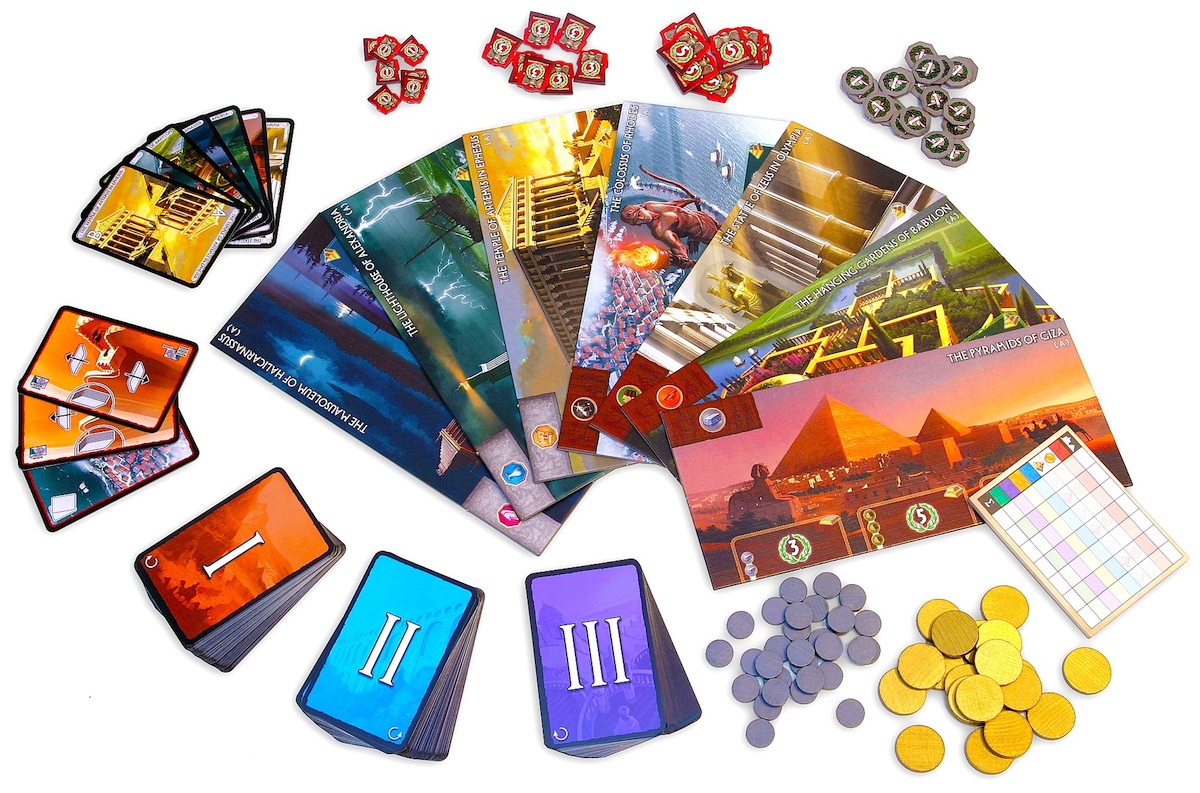 THE MAUSOLEUM OF HALICARNASSUS
(A)
THE LIGHTHOUSE OF ALEXANDRIA
(A)
THE TEMPLE OF ARTEMIS IN EPHESUS
(A)
THE COLOSSUS OF RHODES
THE STATUE OF ZEUS IN OLYMPIA
(A)
THE HANGING GARDENS OF BABYLON
(A)
THE PYRAMIDS OF GIZA
(A)
3
5
A
B
I
II
III